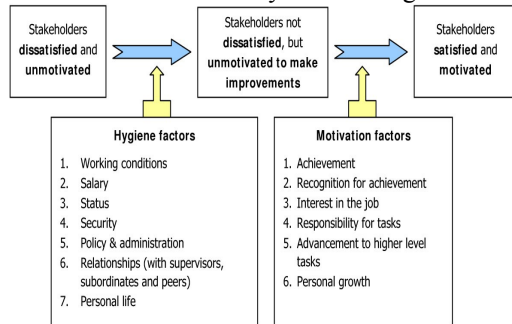 Stakeholders
dissatisfied and
unmotivated
Stakeholders not
dissatisfied, but
unmotivated to make
improvements
Stakeholders
satisfied and
motivated
Hygiene factors
1. Working conditions
2. Salary
3. Status
4. Security
5. Policy & administration
6. Relationships (with supervisors,
subordinates and peers)
7. Personal life
Motivation factors
1. Achievement
2. Recognition for achievement
3. Interest in the job
4. Responsibility for tasks
5. Advancement to higher level
tasks
6. Personal growth